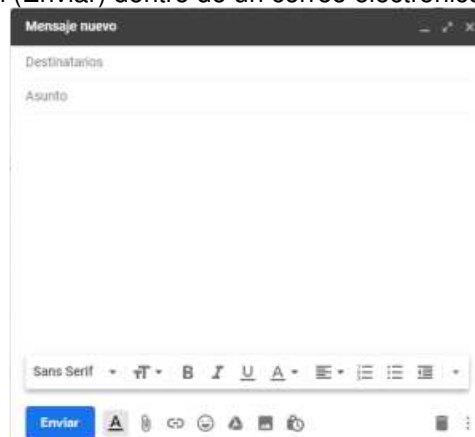 (Enviar) dentro de un correo electrónico
Mensaje nuevo
Destinatarios
Asunto
Sans Serif
Enviar